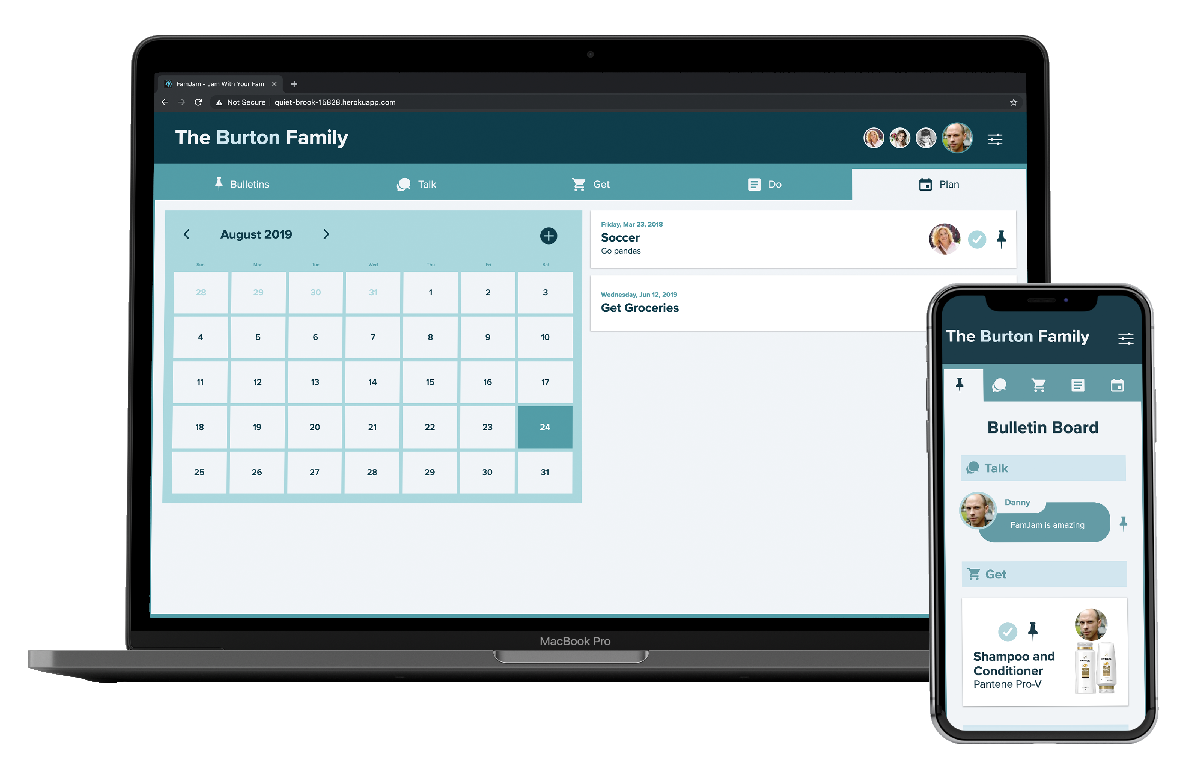 FamJam - Jam With Your Fam
Not Secure
quiet-brook-15828.herokuapp.com
The Burton Family
Bulletins
Talk
Get
Do
Plan
August 2019
Sun Mon Tue Wed Thu Fri Sat
28 29 30 31 1 2 3
4 5 6 7 8 9 10
11 12 13 14 15 16 17
18 19 20 21 22 23 24
25 26 27 28 29 30 31
Friday, Mar 23, 2018
Soccer
Go pandas
Wednesday, Jun 12, 2019
Get Groceries
MacBook Pro
The Burton Family
Bulletin Board
Talk
Danny
FamJam is amazing
Get
Shampoo and
Conditioner
Pantene Pro-V